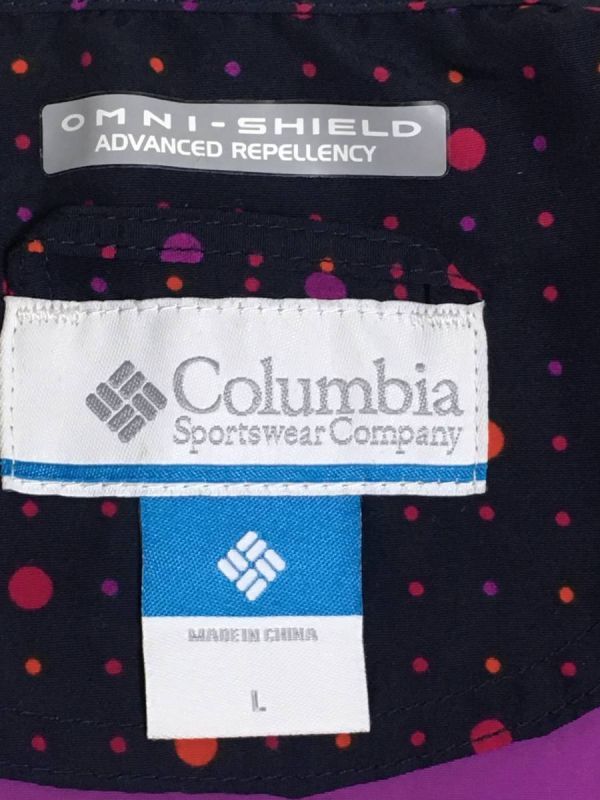 OMNI-SHIELD
ADVANCED REPELLENCY
Columbia
Sportswear Company
MADE IN CHINA
L